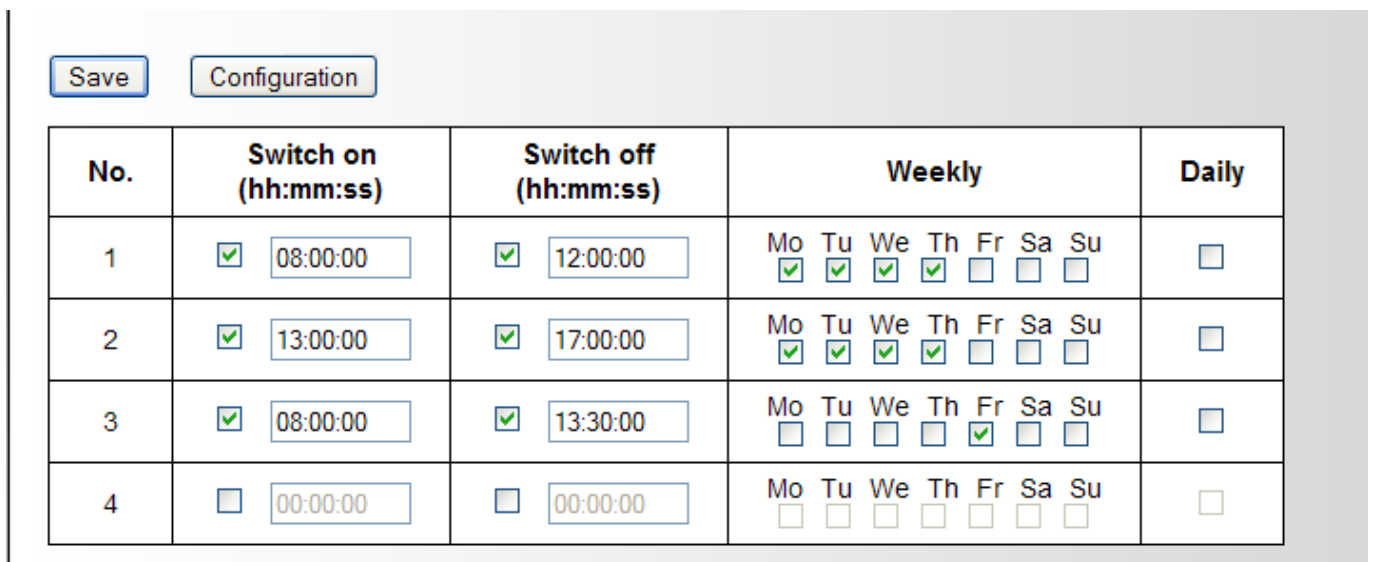 Save Configuration
No. Switch on (hh:mm:ss) Switch off (hh:mm:ss) Weekly Daily
Mo Tu We Th Fr Sa Su
1 08:00:00 12:00:00
Mo Tu We Th Fr Sa Su
2 13:00:00 17:00:00
Mo Tu We Th Fr Sa Su
3 08:00:00 13:30:00
Mo Tu We Th Fr Sa Su
4 00:00:00 00:00:00